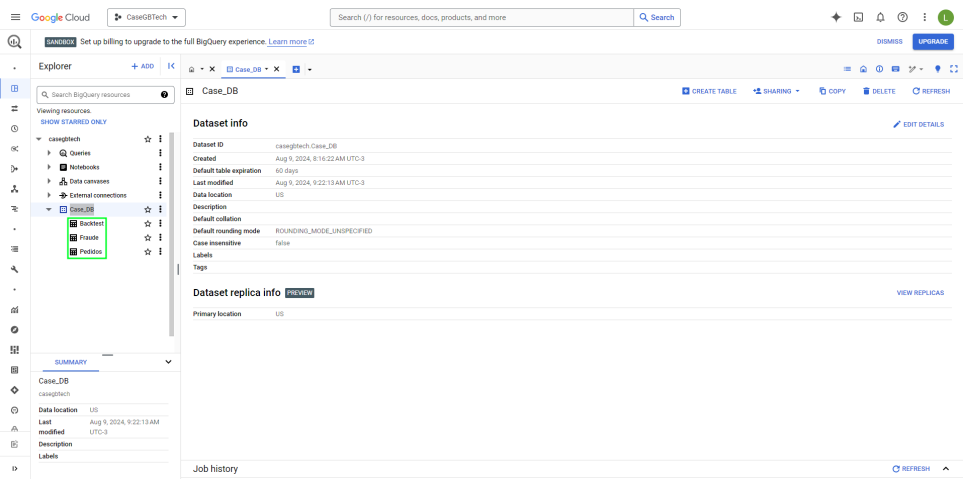 Google Cloud
CaseGBTech
Search (/) for resources, docs, products, and more
Search
L
SANDBOX Set up billing to upgrade to the full BigQuery experience. Learn more
DISMISS
UPGRADE
Explorer
+ ADD
Case_DB
Search BigQuery resources
Viewing resources.
SHOW STARRED ONLY
casegbtech
Queries
Notebooks
Data canvases
External connections
Case_DB
Backtest
Fraude
Pedidos
SUMMARY
Case_DB
casegbtech
Data location US
Last modified Aug 9, 2024, 9:22:13 AM UTC-3
Description
Labels
Case_DB
CREATE TABLE
SHARING
COPY
DELETE
REFRESH
Dataset info
EDIT DETAILS
Dataset ID casegbtech.Case_DB
Created Aug 9, 2024, 8:16:22 AM UTC-3
Default table expiration 60 days
Last modified Aug 9, 2024, 9:22:13 AM UTC-3
Data location US
Description
Default collation
Default rounding mode ROUNDING_MODE_UNSPECIFIED
Case insensitive false
Labels
Tags
Dataset replica info PREVIEW
VIEW REPLICAS
Primary location US
Job history
REFRESH